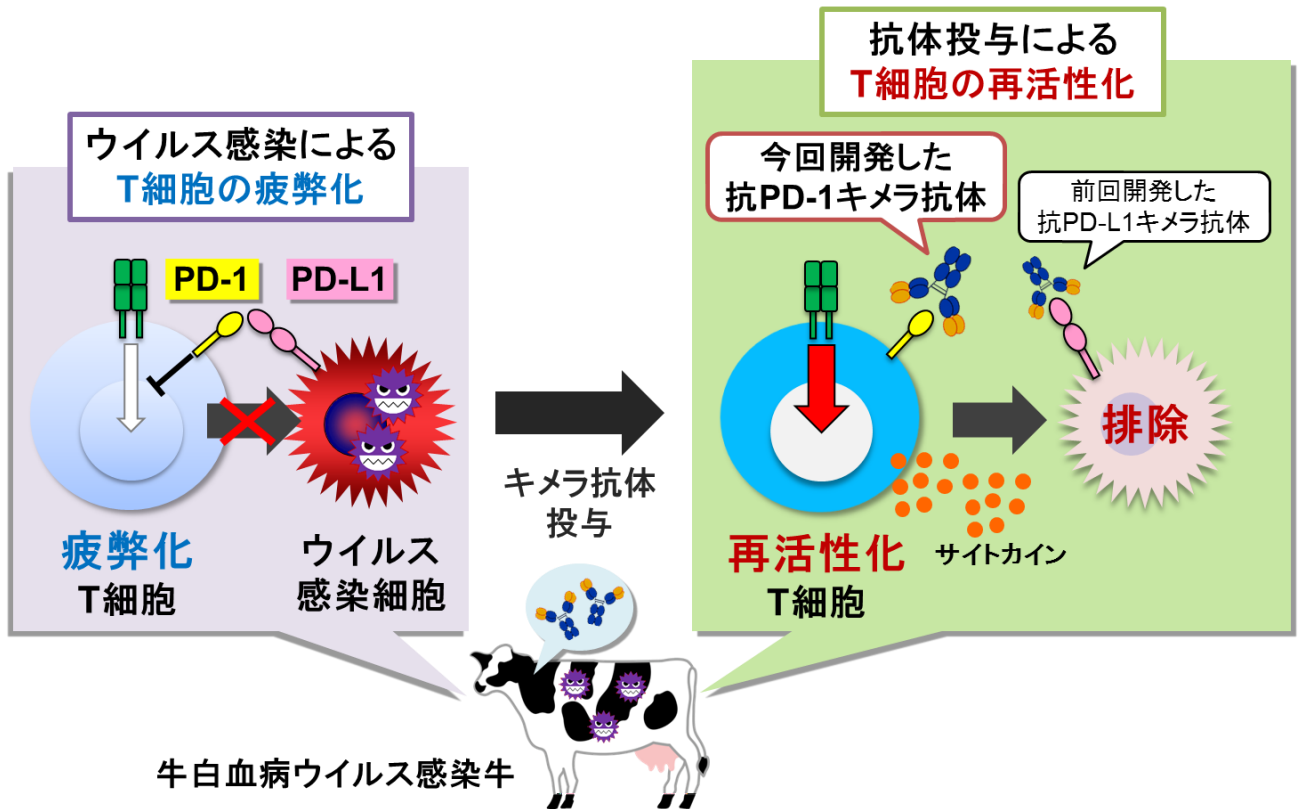 ウイルス感染による
T細胞の疲弊化
PD-1
PD-L1
疲弊化
T細胞
ウイルス
感染細胞
キメラ抗体
投与
抗体投与による
T細胞の再活性化
今回開発した
抗PD-1キメラ抗体
前回開発した
抗PD-L1キメラ抗体
排除
再活性化
T細胞
サイトカイン
牛白血病ウイルス感染牛